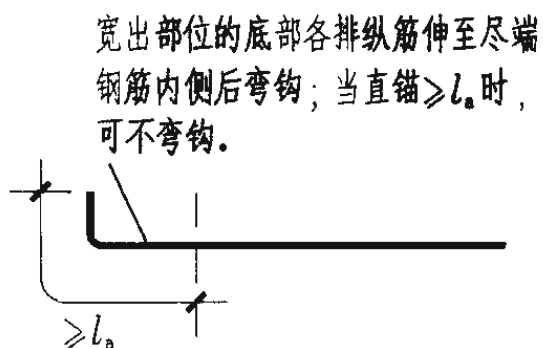 宽出部位的底部各排纵筋伸至尽端
钢筋内侧后弯钩；当直锚≥lₐ时，
可不弯钩。
≥lₐ